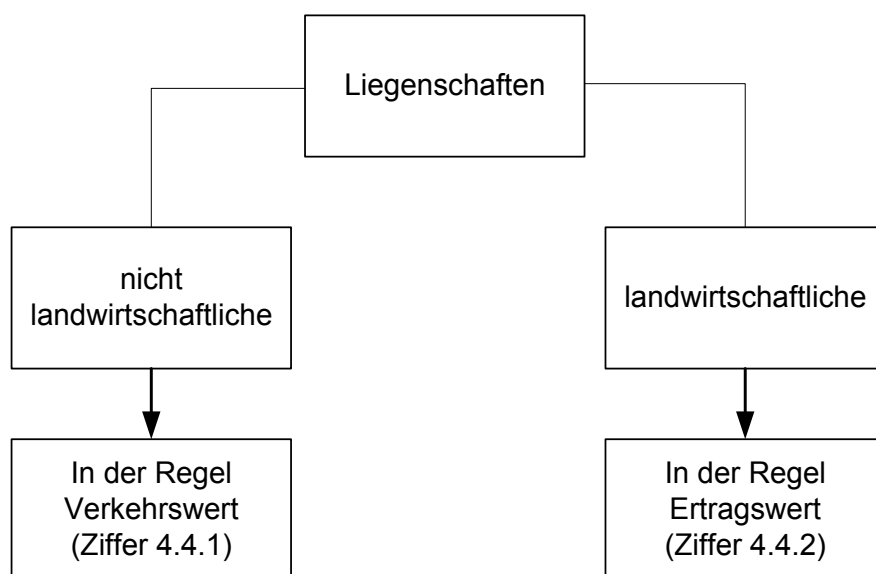 Liegenschaften
nicht
landwirtschaftliche
landwirtschaftliche
In der Regel
Verkehrswert
(Ziffer 4.4.1)
In der Regel
Ertragswert
(Ziffer 4.4.2)